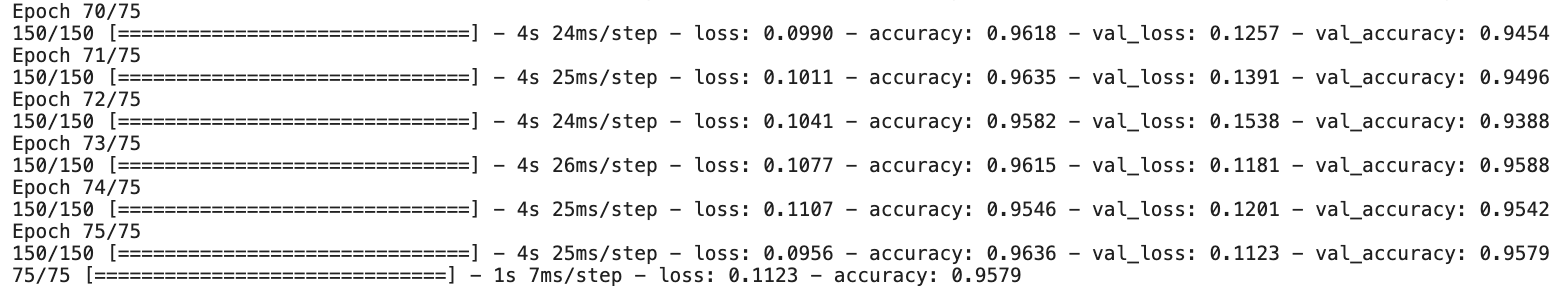 Epoch 70/75
150/150 [==============================] - 4s 24ms/step - loss: 0.0990 - accuracy: 0.9618 - val_loss: 0.1257 - val_accuracy: 0.9454
Epoch 71/75
150/150 [==============================] - 4s 25ms/step - loss: 0.1011 - accuracy: 0.9635 - val_loss: 0.1391 - val_accuracy: 0.9496
Epoch 72/75
150/150 [==============================] - 4s 24ms/step - loss: 0.1041 - accuracy: 0.9582 - val_loss: 0.1538 - val_accuracy: 0.9388
Epoch 73/75
150/150 [==============================] - 4s 26ms/step - loss: 0.1077 - accuracy: 0.9615 - val_loss: 0.1181 - val_accuracy: 0.9588
Epoch 74/75
150/150 [==============================] - 4s 25ms/step - loss: 0.1107 - accuracy: 0.9546 - val_loss: 0.1201 - val_accuracy: 0.9542
Epoch 75/75
150/150 [==============================] - 4s 25ms/step - loss: 0.0956 - accuracy: 0.9636 - val_loss: 0.1123 - val_accuracy: 0.9579
75/75 [==============================] - 1s 7ms/step - loss: 0.1123 - accuracy: 0.9579